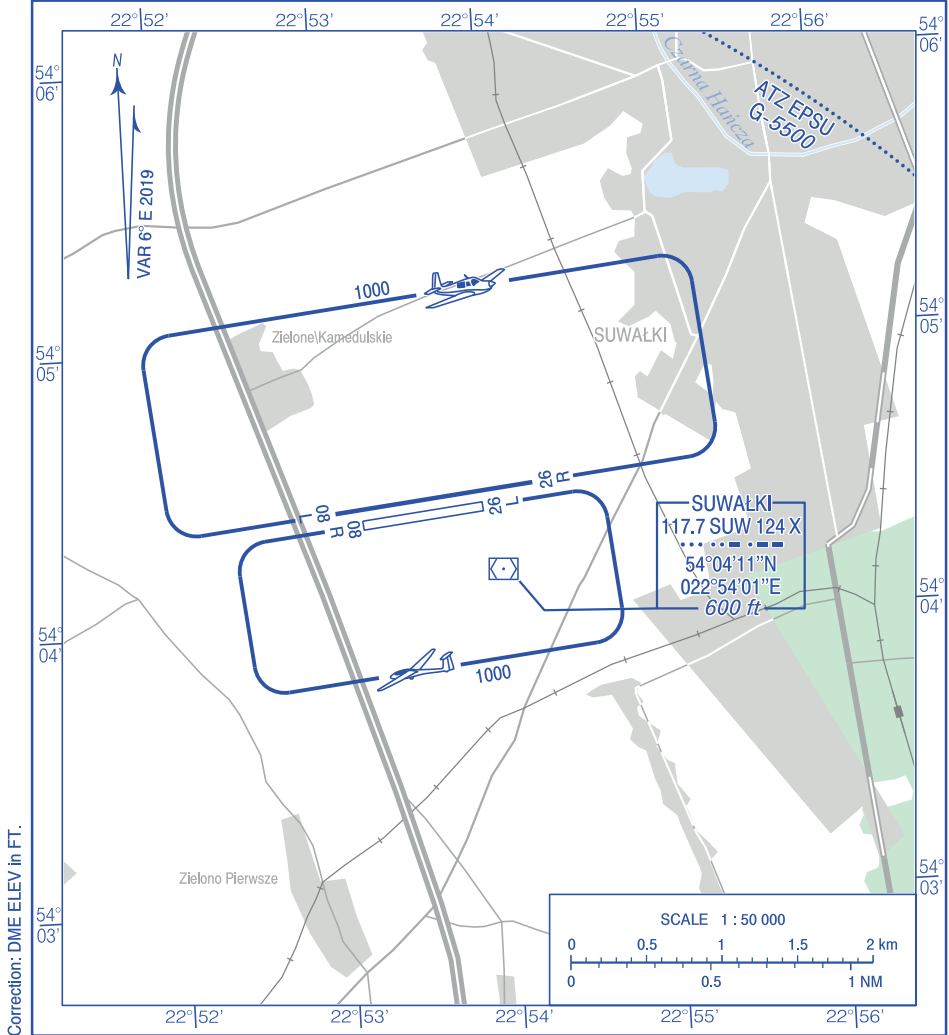 22°52’
22°53’
22°54’
22°55’
22°56’
54°
06’
54°
06’
N
VAR 6° E 2019
Czarna Hańcza
ATZ EPSU
G-5500
1000
Zielone\Kamedulskie
SUWAŁKI
54°
05’
54°
05’
26
R
26
L
08
R
08
SUWAŁKI
117.7 SUW 124 X
54°04’11”N
022°54’01”E
600 ft
54°
04’
54°
04’
1000
Zielono Pierwsze
54°
03’
54°
03’
SCALE 1 : 50 000
0 0.5 1 1.5 2 km
0 0.5 1 NM
22°52’
22°53’
22°54’
22°55’
22°56’
Correction: DME ELEV in FT.